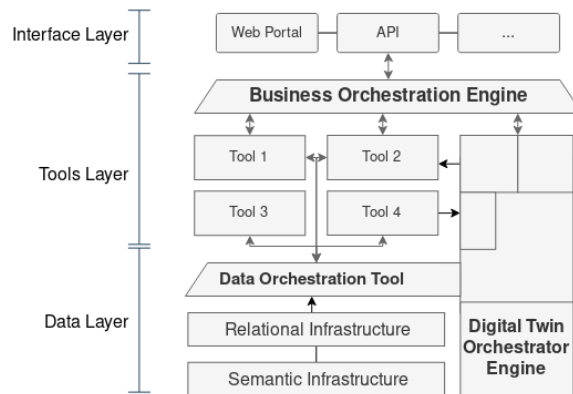 Interface Layer
Web Portal
API
...
Business Orchestration Engine
Tools Layer
Tool 1
Tool 2
Tool 3
Tool 4
Data Orchestration Tool
Data Layer
Relational Infrastructure
Semantic Infrastructure
Digital Twin
Orchestrator
Engine